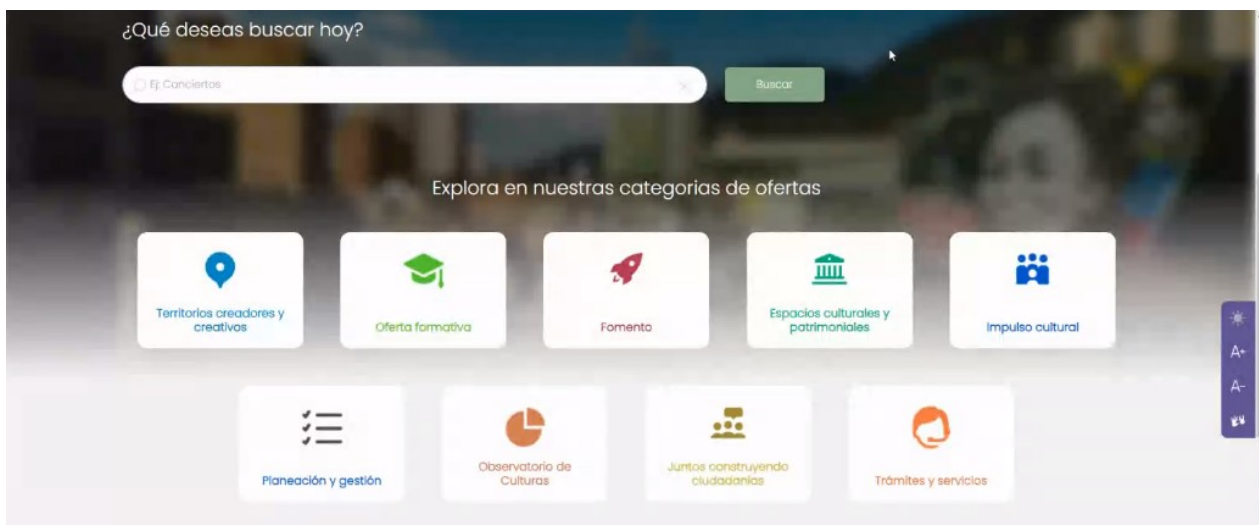 ¿Qué deseas buscar hoy?
Ej: Conciertos
Buscar
Explora en nuestras categorias de ofertas
Territorios creadores y
creativos
Oferta formativa
Fomento
Espacios culturales y
patrimoniales
Impulso cultural
A+
A-
Planeación y gestión
Observatorio de
Culturas
Juntos construyendo
ciudadanías
Trámites y servicios